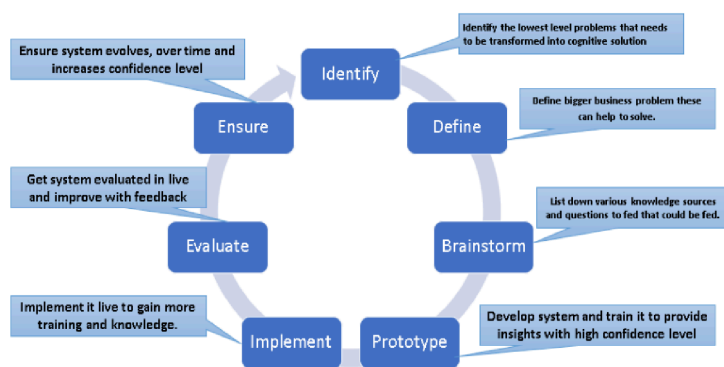 Identify the lowest level problems that needs
to be transformed into cognitive solution
Ensure system evolves, over time and
increases confidence level
Identify
Ensure
Define
Define bigger business problem these
can help to solve.
Get system evaluated in live
and improve with feedback
List down various knowledge sources
and questions to fed that could be fed.
Evaluate
Brainstorm
Implement it live to gain more
training and knowledge.
Implement
Prototype
Develop system and train it to provide
insights with high confidence level